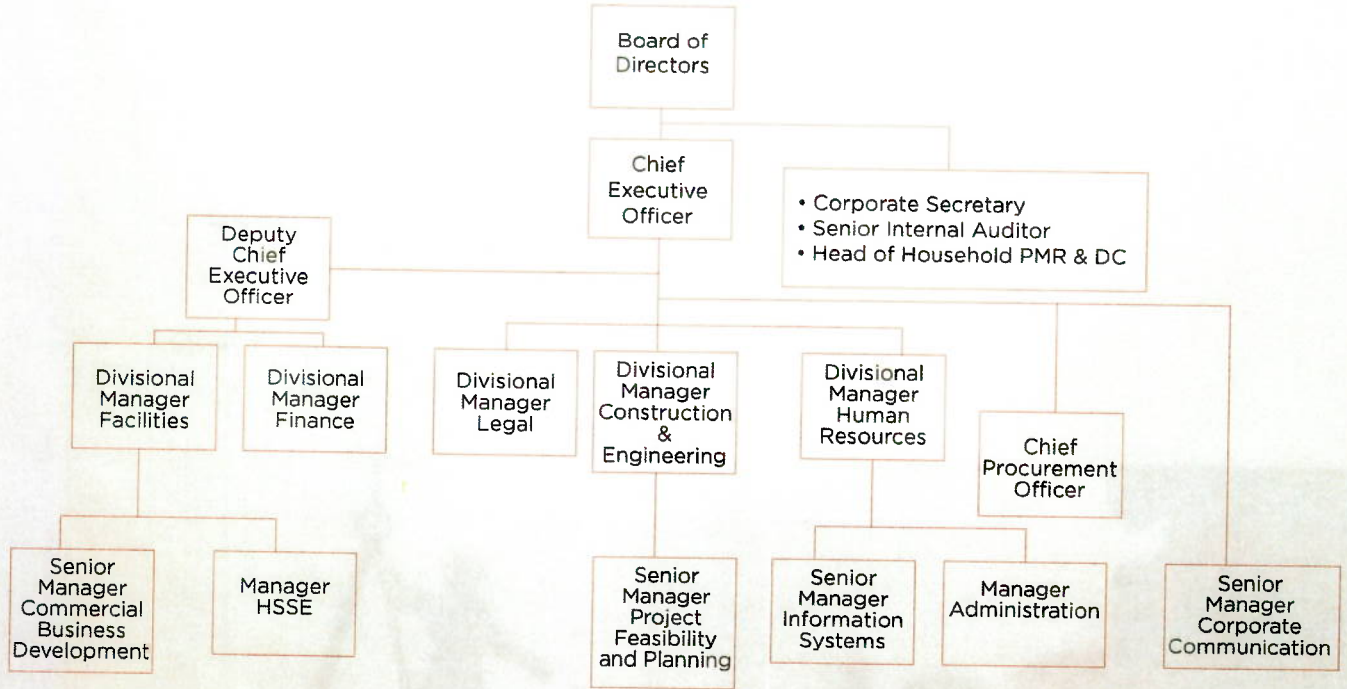 Board of
Directors
Chief
Executive
Officer
• Corporate Secretary
• Senior Internal Auditor
• Head of Household PMR & DC
Deputy
Chief
Executive
Officer
Divisional
Manager
Facilities
Divisional
Manager
Finance
Divisional
Manager
Legal
Divisional
Manager
Construction
&
Engineering
Divisional
Manager
Human
Resources
Chief
Procurement
Officer
Senior
Manager
Commercial
Business
Development
Manager
HSSE
Senior
Manager
Project
Feasibility
and Planning
Senior
Manager
Information
Systems
Manager
Administration
Senior
Manager
Corporate
Communication